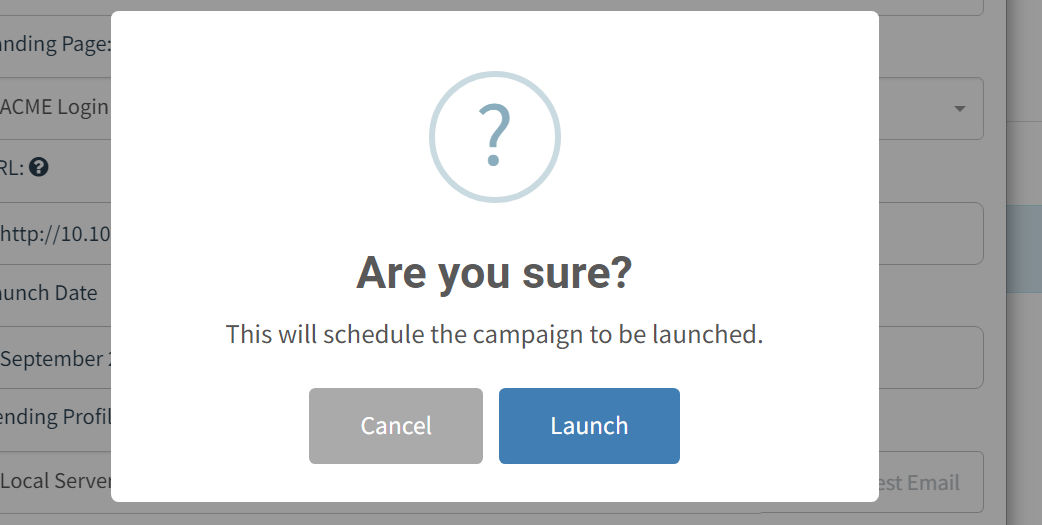 anding Page:
ACME Login
RL: ?
http://10.10
unch Date
September 2
ending Profil
Local Server
est Email
?
Are you sure?
This will schedule the campaign to be launched.
Cancel
Launch